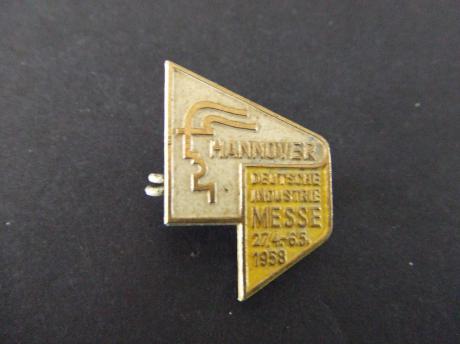 HANNOVER
DEUTSCHE
INDUSTRIE
MESSE
27.4.-6.5.
1958